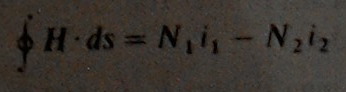 ∮ H · ds = N₁i₁ − N₂i₂